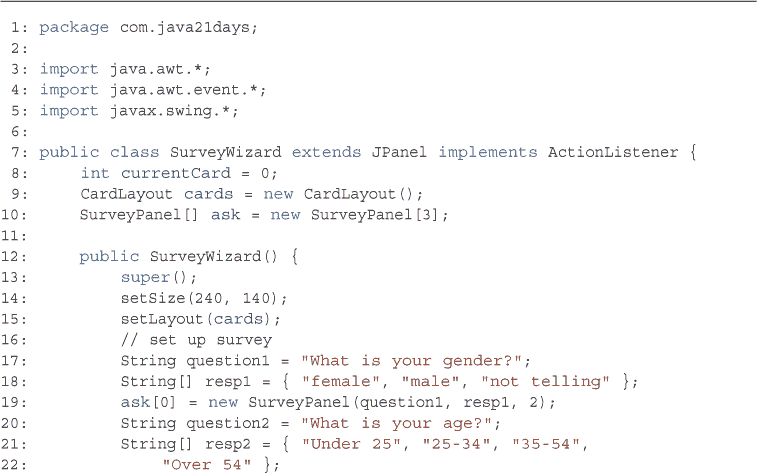 1: package com.java21days;
2:
3: import java.awt.*;
4: import java.awt.event.*;
5: import javax.swing.*;
6:
7: public class SurveyWizard extends JPanel implements ActionListener {
8:     int currentCard = 0;
9:     CardLayout cards = new CardLayout();
10:     SurveyPanel[] ask = new SurveyPanel[3];
11:
12:     public SurveyWizard() {
13:         super();
14:         setSize(240, 140);
15:         setLayout(cards);
16:         // set up survey
17:         String question1 = "What is your gender?";
18:         String[] resp1 = { "female", "male", "not telling" };
19:         ask[0] = new SurveyPanel(question1, resp1, 2);
20:         String question2 = "What is your age?";
21:         String[] resp2 = { "Under 25", "25-34", "35-54",
22:             "Over 54" };